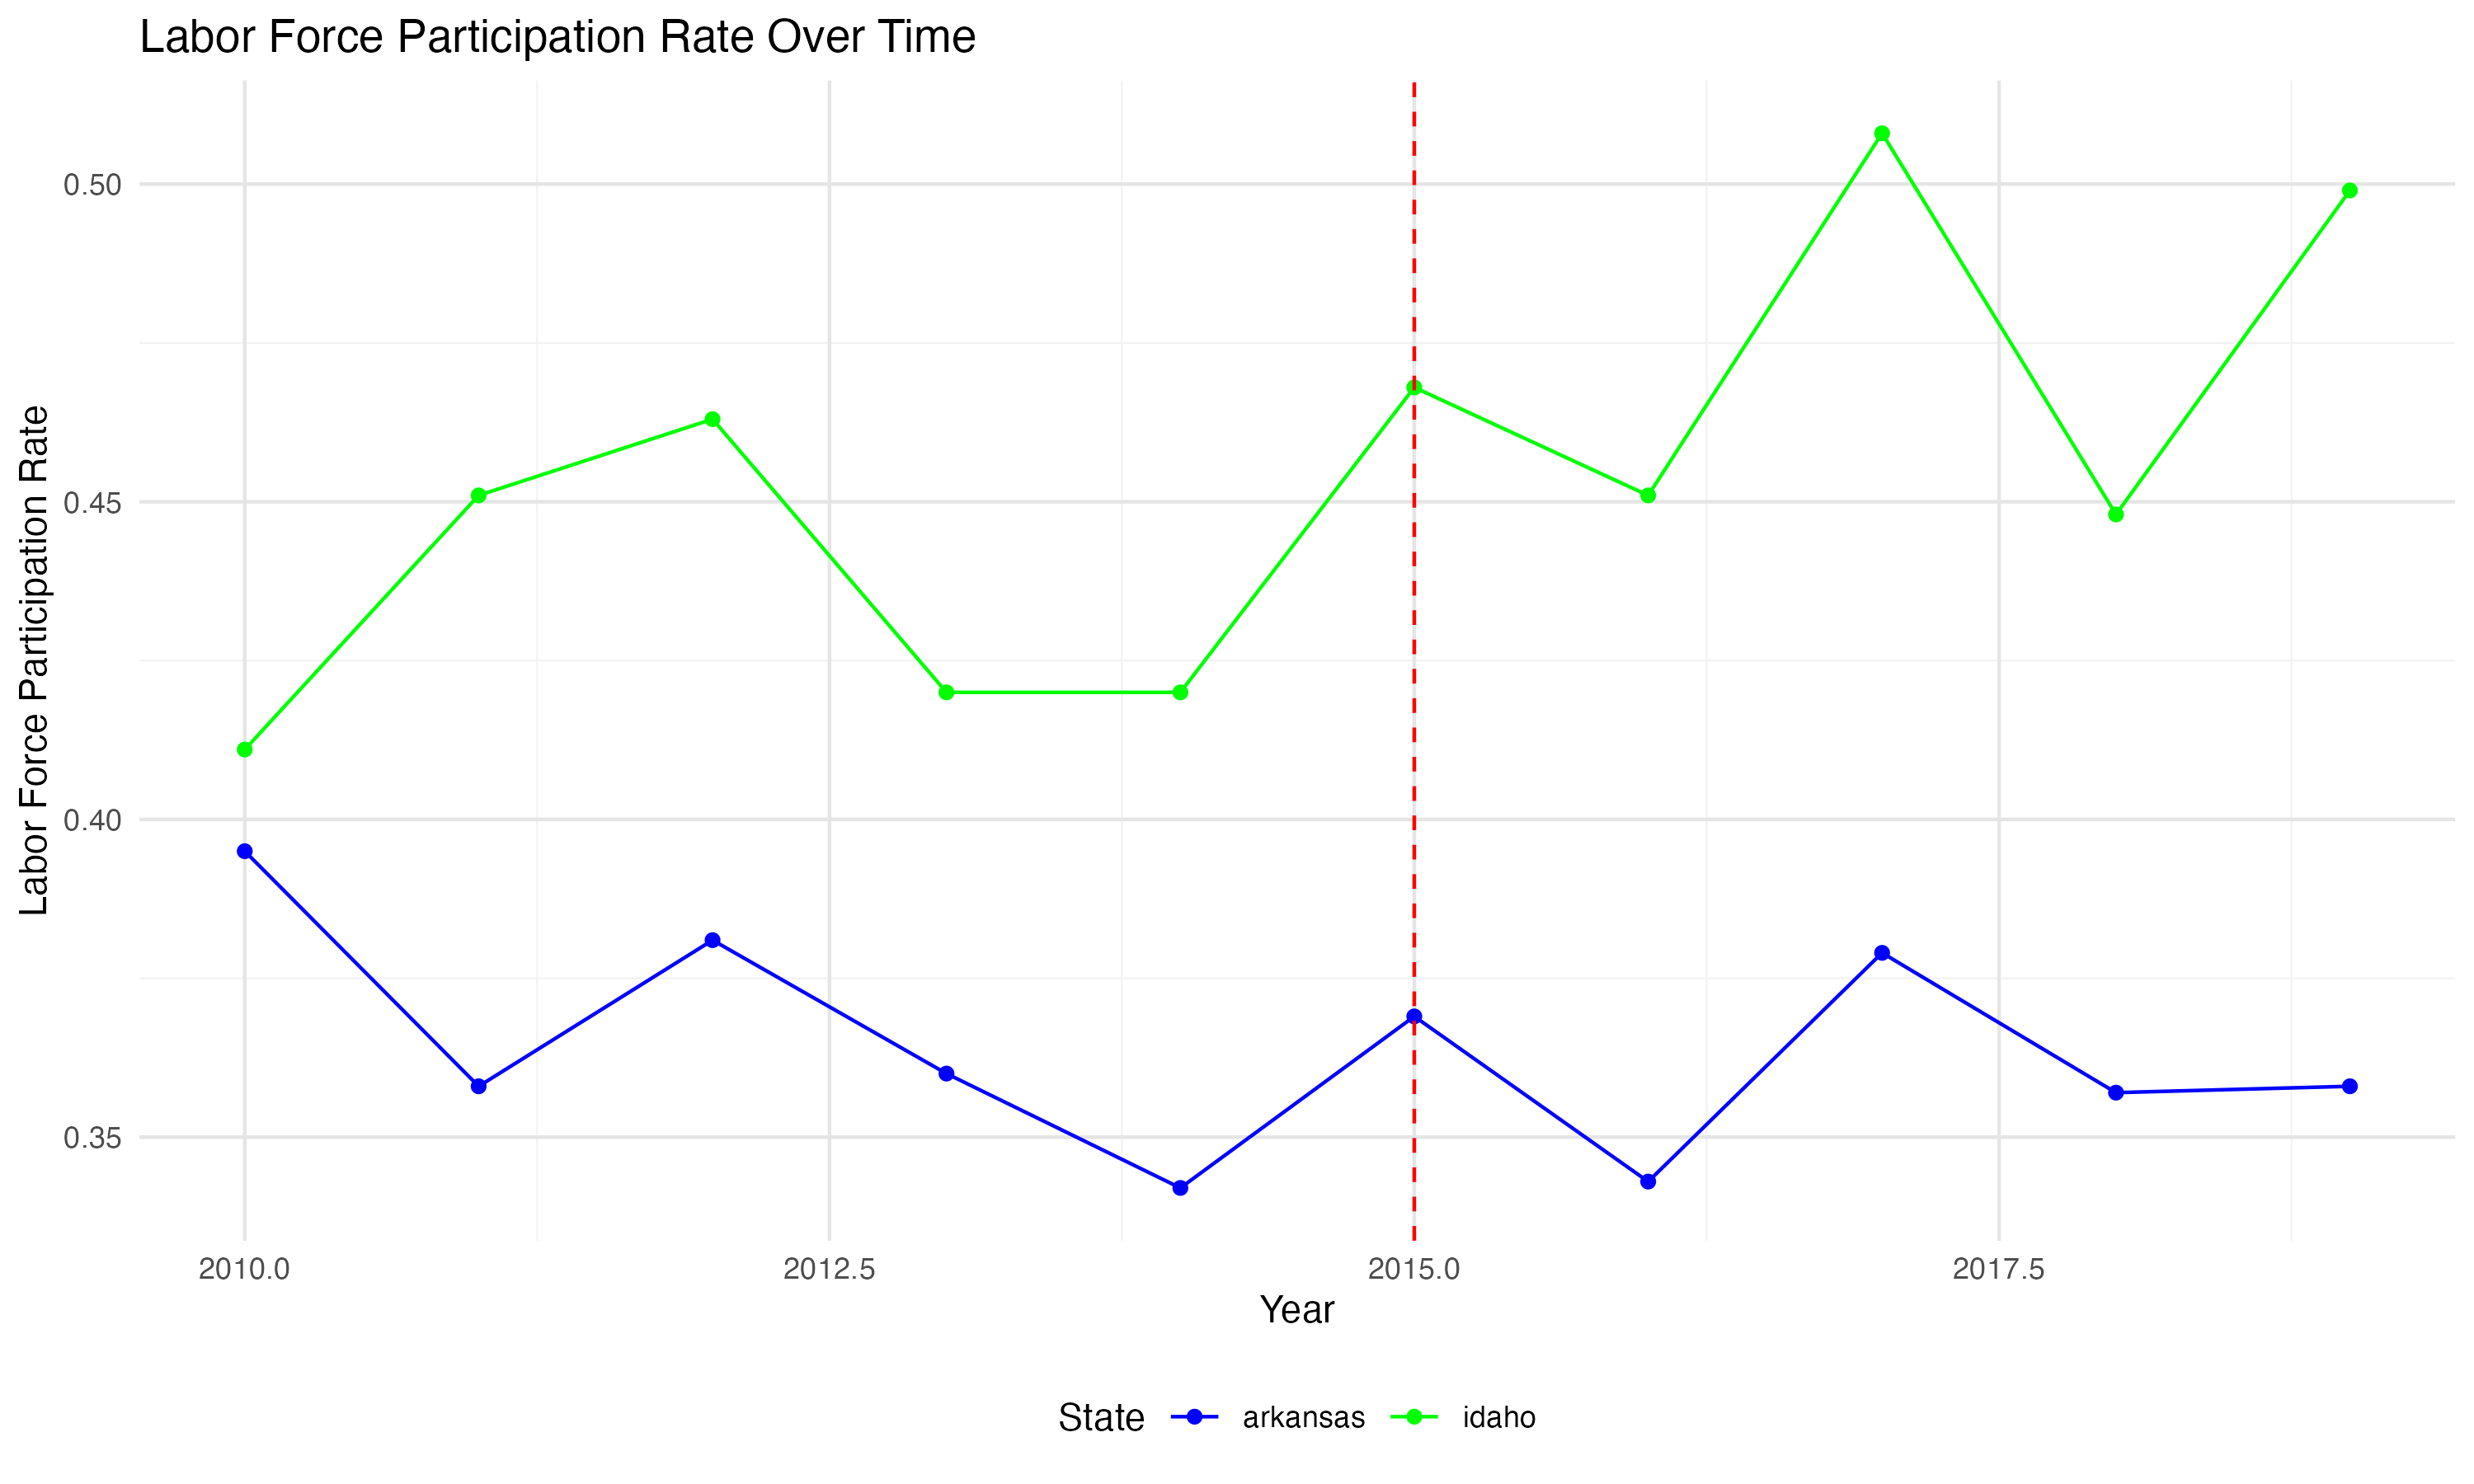 Labor Force Participation Rate Over Time
Labor Force Participation Rate
0.50
0.45
0.40
0.35
2010.0 2012.5 2015.0 2017.5
Year
State arkansas idaho